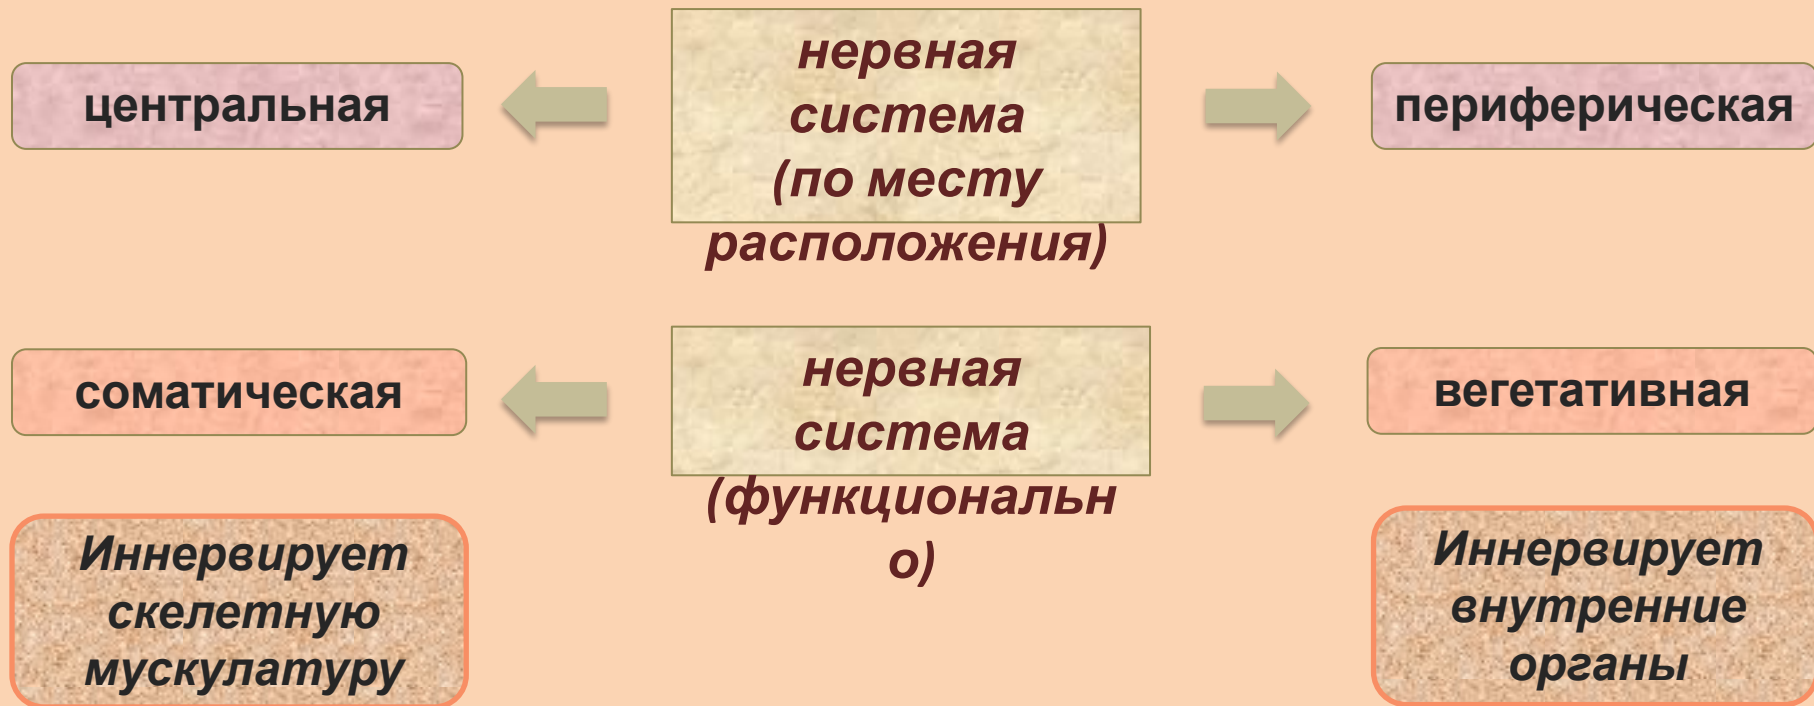 нервная
система
(по месту
расположения)
центральная
периферическая
нервная
система
(функциональн
о)
соматическая
вегетативная
Иннервирует
скелетную
мускулатуру
Иннервирует
внутренние
органы